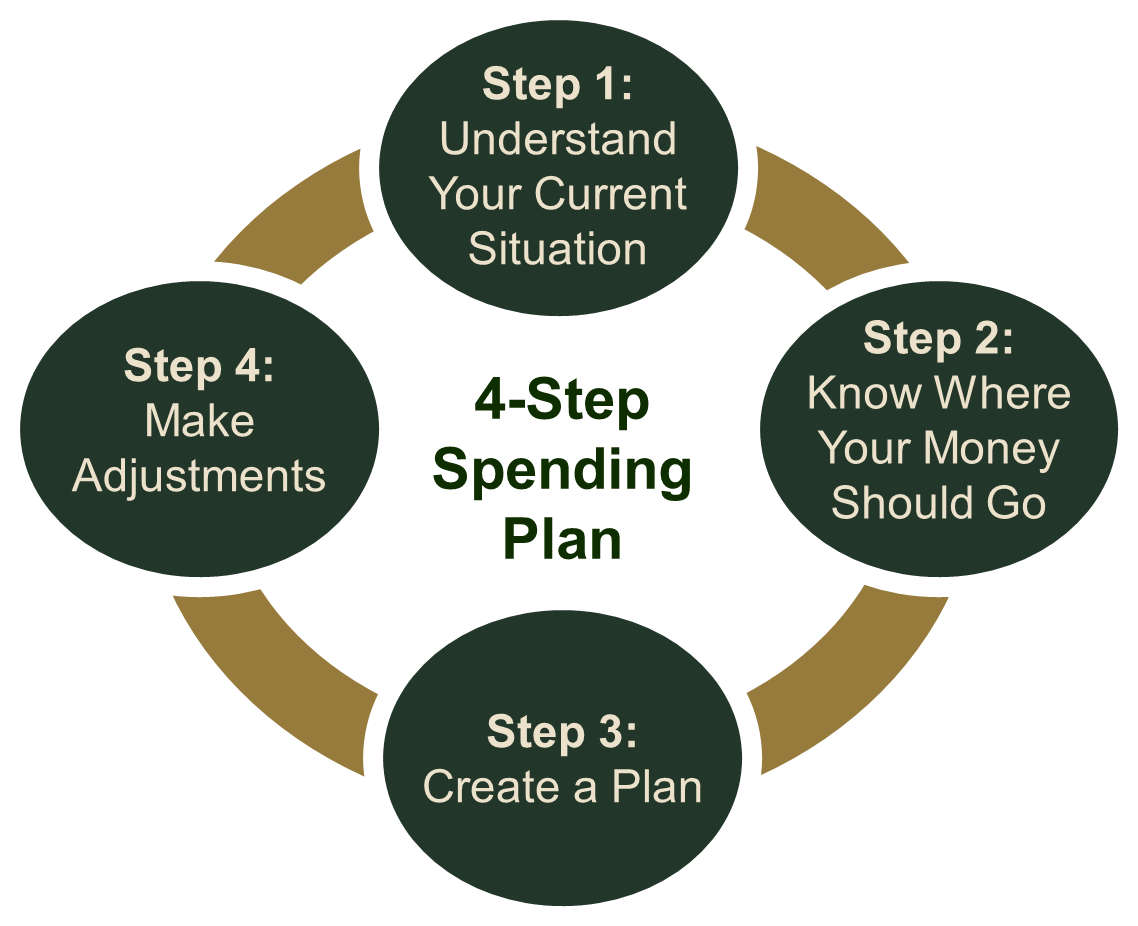 Step 1:
Understand
Your Current
Situation
Step 2:
Know Where
Your Money
Should Go
Step 3:
Create a Plan
Step 4:
Make
Adjustments
4-Step
Spending
Plan